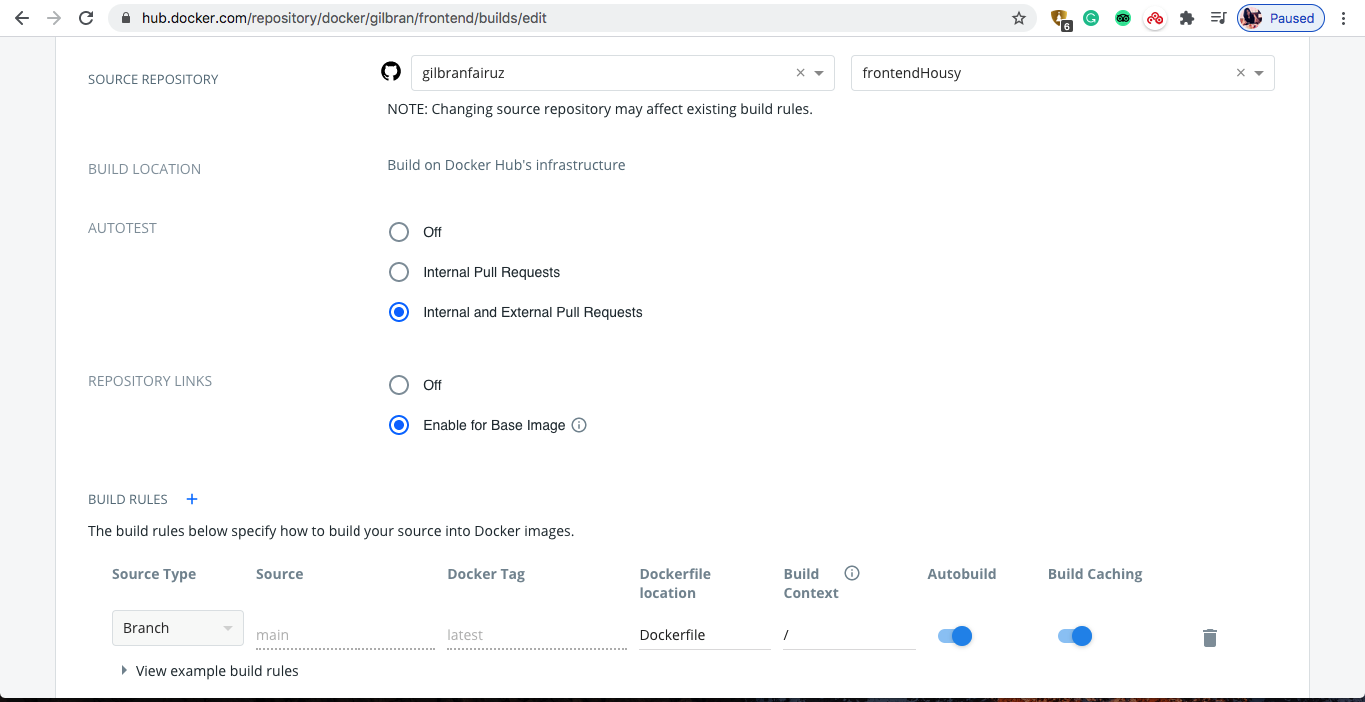 hub.docker.com/repository/docker/gilbran/frontend/builds/edit
6
Paused
SOURCE REPOSITORY
gilbranfairuz
frontendHousy
NOTE: Changing source repository may affect existing build rules.
BUILD LOCATION
Build on Docker Hub's infrastructure
AUTOTEST
Off
Internal Pull Requests
Internal and External Pull Requests
REPOSITORY LINKS
Off
Enable for Base Image
BUILD RULES +
The build rules below specify how to build your source into Docker images.
Source Type
Source
Docker Tag
Dockerfile location
Build Context
Autobuild
Build Caching
Branch
main
latest
Dockerfile
/
View example build rules